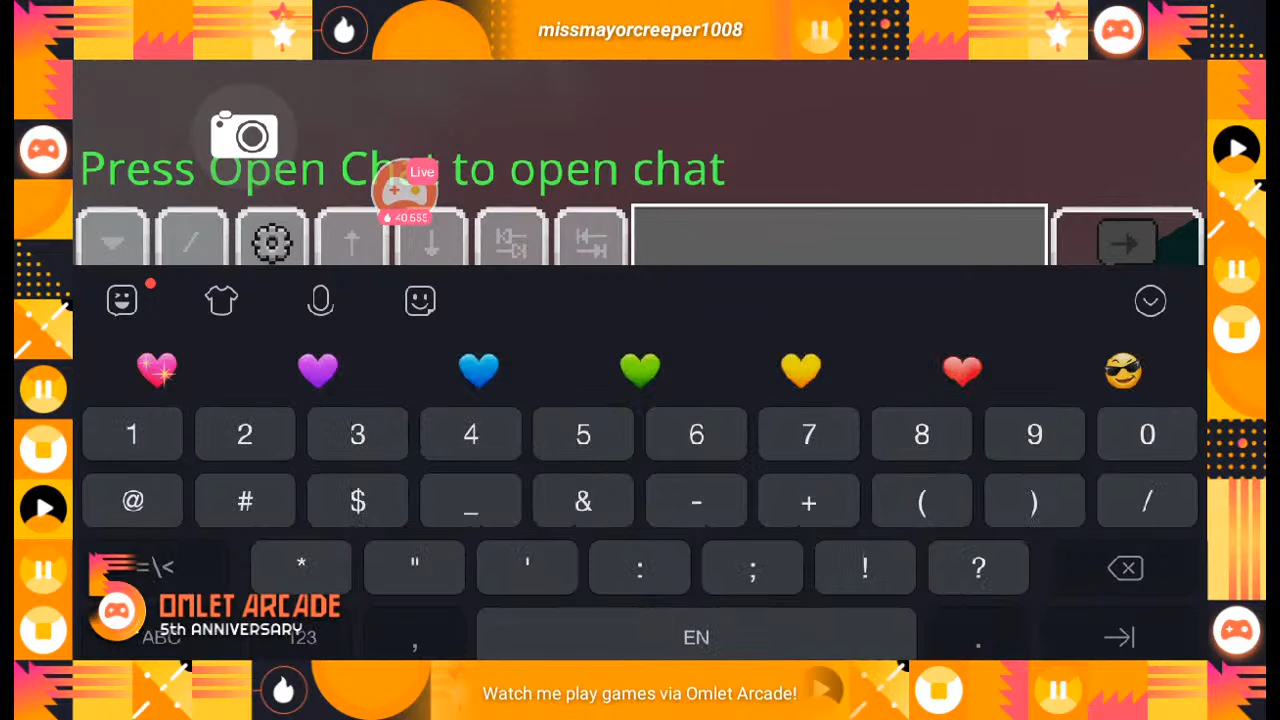 missmayorcreeper1008
Press Open Chat to open chat
Live
40.55$
1 2 3 4 5 6 7 8 9 0
@ # $ _ & - + ( ) /
=\< * " ' : ; ! ?
OMLET ARCADE
5th ANNIVERSARY
ABC 123 , EN .
Watch me play games via Omlet Arcade!